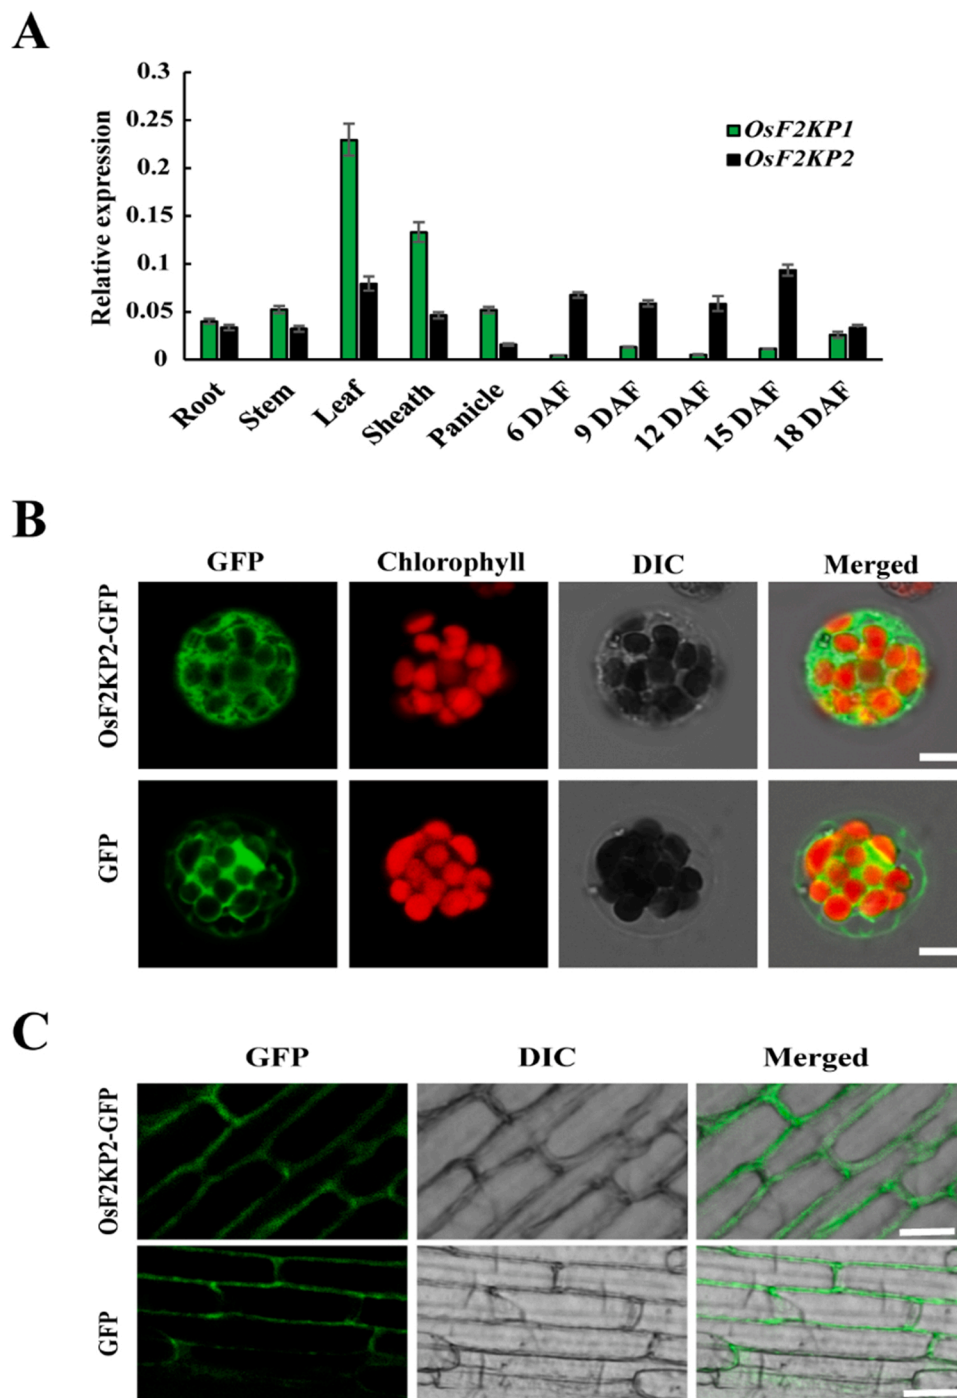 A
0.3
0.25
0.2
0.15
0.1
0.05
0
Relative expression
OsF2KP1
OsF2KP2
Root
Stem
Leaf
Sheath
Panicle
6 DAF
9 DAF
12 DAF
15 DAF
18 DAF
B
GFP Chlorophyll DIC Merged
OsF2KP2-GFP
GFP
C
GFP DIC Merged
OsF2KP2-GFP
GFP